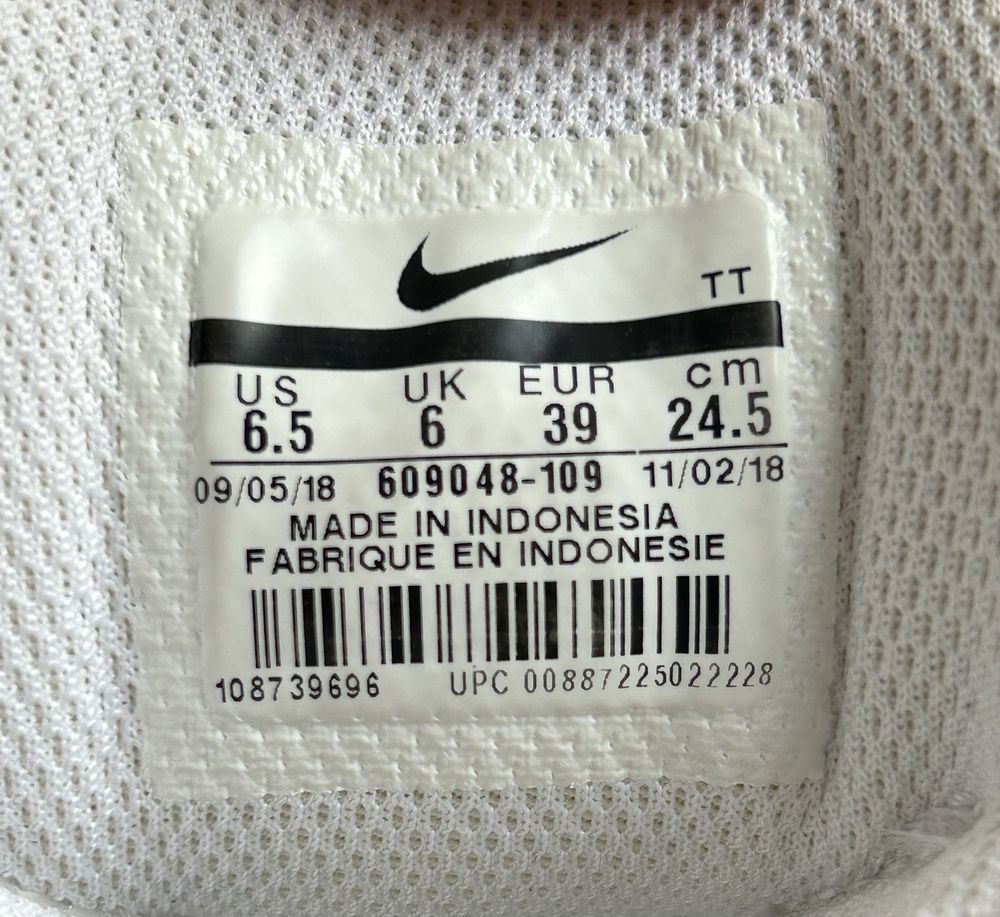 TT
US UK EUR cm
6.5 6 39 24.5
09/05/18 609048-109 11/02/18
MADE IN INDONESIA
FABRIQUE EN INDONESIE
108739696 UPC 00887225022228